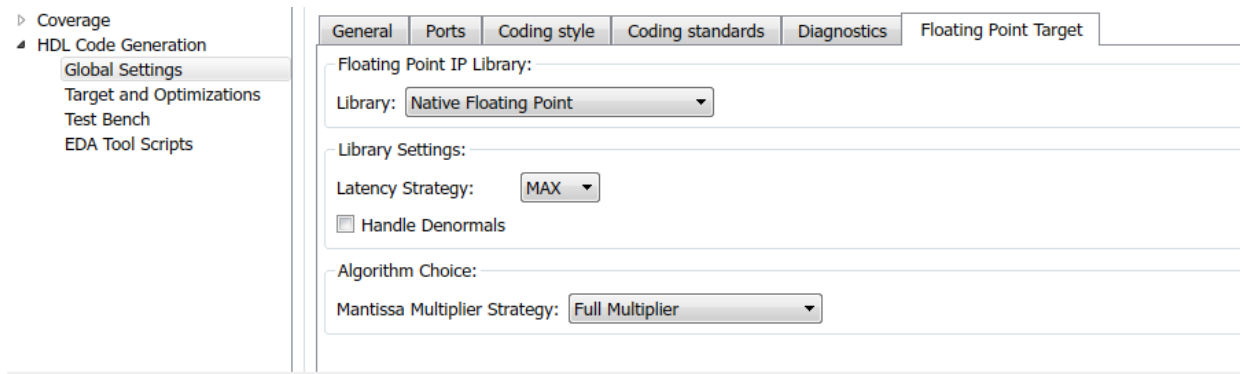 Coverage
HDL Code Generation
Global Settings
Target and Optimizations
Test Bench
EDA Tool Scripts
General Ports Coding style Coding standards Diagnostics Floating Point Target
Floating Point IP Library:
Library: Native Floating Point
Library Settings:
Latency Strategy: MAX
Handle Denormals
Algorithm Choice:
Mantissa Multiplier Strategy: Full Multiplier